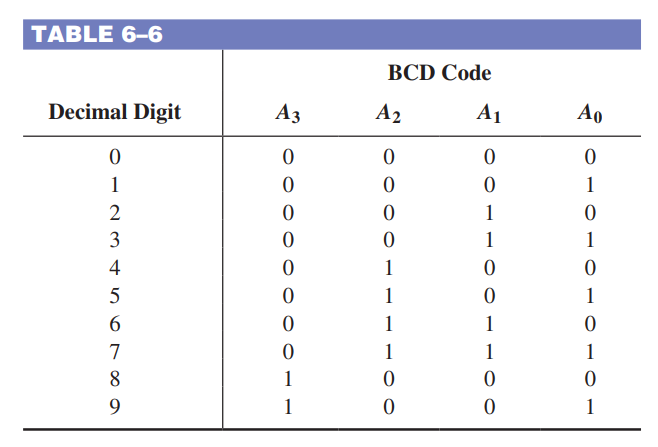 TABLE 6–6
BCD Code
Decimal Digit A3 A2 A1 A0
0 0 0 0 0
1 0 0 0 1
2 0 0 1 0
3 0 0 1 1
4 0 1 0 0
5 0 1 0 1
6 0 1 1 0
7 0 1 1 1
8 1 0 0 0
9 1 0 0 1